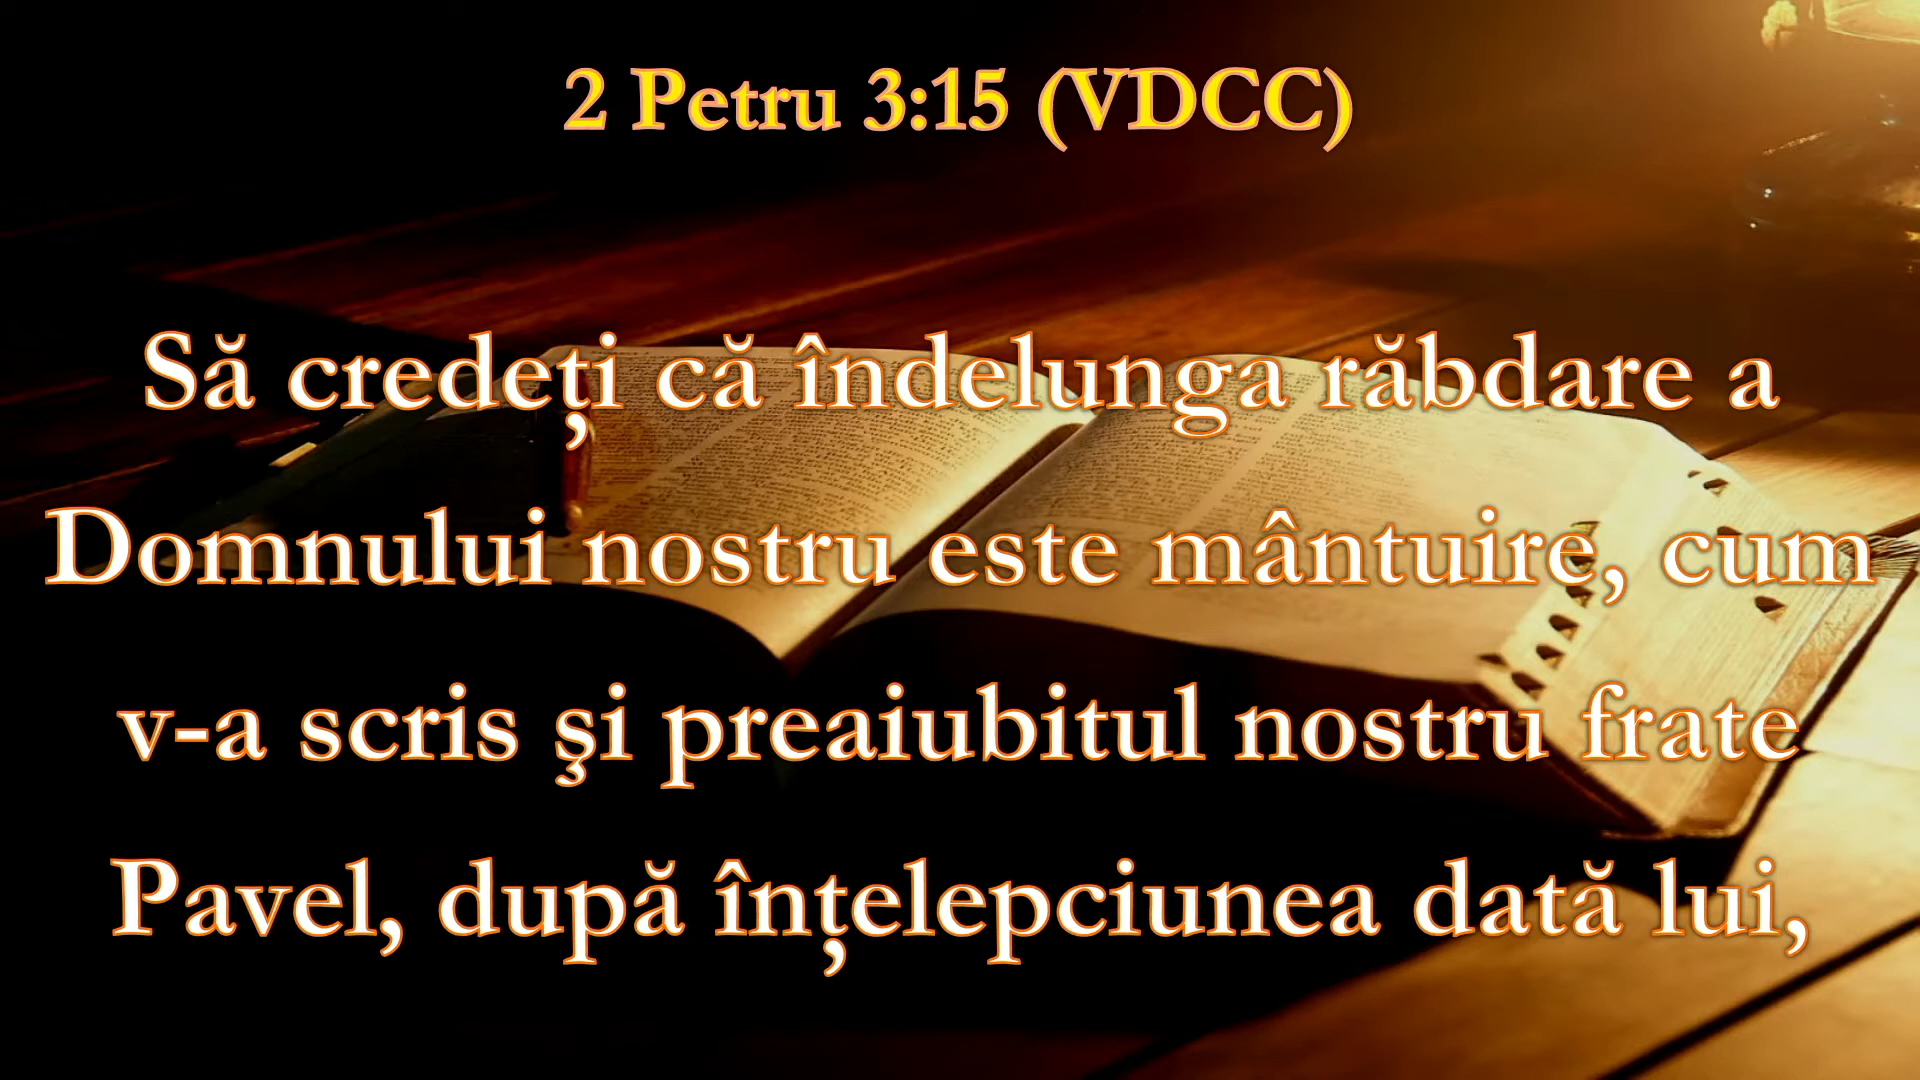 2 Petru 3:15 (VDCC)
Să credeți că îndelunga răbdare a
Domnului nostru este mântuire, cum
v-a scris şi preaiubitul nostru frate
Pavel, după înțelepciunea dată lui,